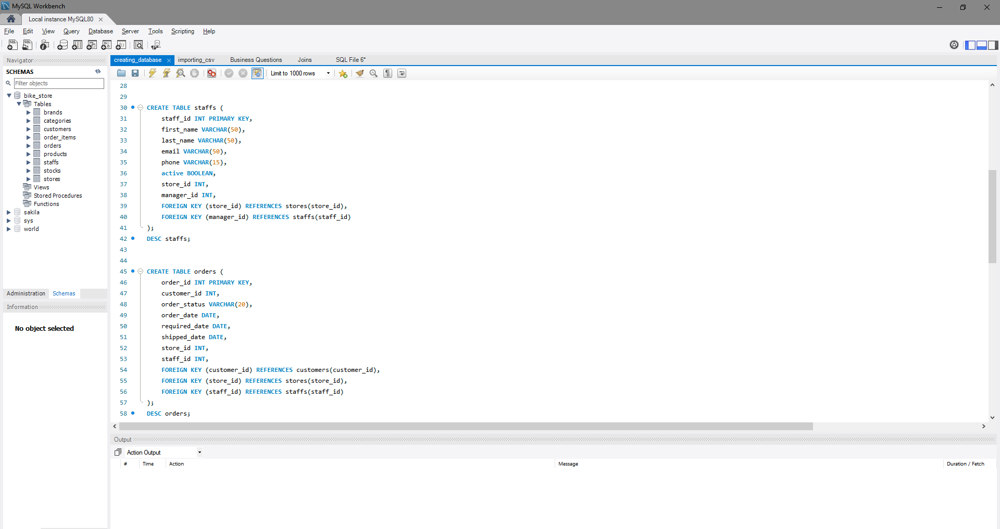 MySQL Workbench
Local instance MySQL80
File Edit View Query Database Server Tools Scripting Help
Navigator
SCHEMAS
Filter objects
bike_store
Tables
brands
categories
customers
order_items
orders
products
staffs
stocks
stores
Views
Stored Procedures
Functions
sakila
sys
world
Administration Schemas
Information
No object selected
creating_database importing_csv Business Questions Joins SQL File 6*
Limit to 1000 rows
28
29
30 CREATE TABLE staffs (
31 staff_id INT PRIMARY KEY,
32 first_name VARCHAR(50),
33 last_name VARCHAR(50),
34 email VARCHAR(50),
35 phone VARCHAR(15),
36 active BOOLEAN,
37 store_id INT,
38 manager_id INT,
39 FOREIGN KEY (store_id) REFERENCES stores(store_id),
40 FOREIGN KEY (manager_id) REFERENCES staffs(staff_id)
41 );
42 DESC staffs;
43
44
45 CREATE TABLE orders (
46 order_id INT PRIMARY KEY,
47 customer_id INT,
48 order_status VARCHAR(20),
49 order_date DATE,
50 required_date DATE,
51 shipped_date DATE,
52 store_id INT,
53 staff_id INT,
54 FOREIGN KEY (customer_id) REFERENCES customers(customer_id),
55 FOREIGN KEY (store_id) REFERENCES stores(store_id),
56 FOREIGN KEY (staff_id) REFERENCES staffs(staff_id)
57 );
58 DESC orders;
Output
Action Output
# Time Action Message Duration / Fetch